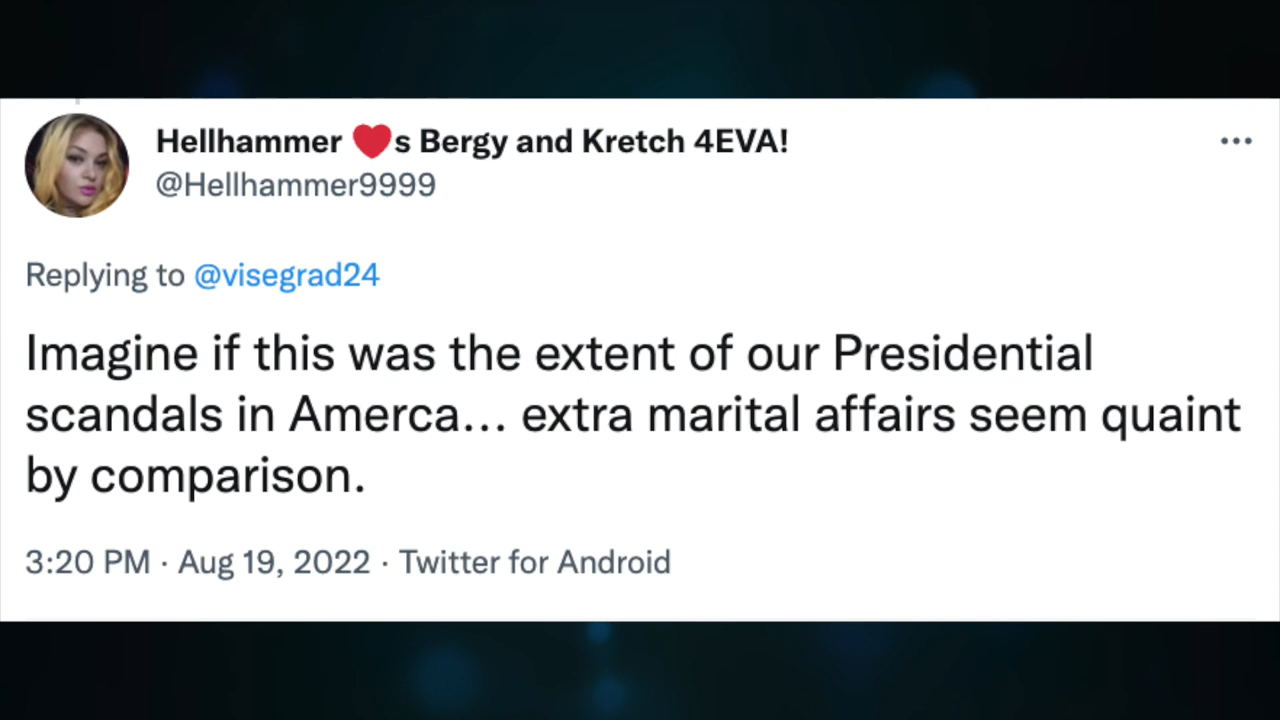 Hellhammer ❤️s Bergy and Kretch 4EVA!
@Hellhammer9999
Replying to @visegrad24
Imagine if this was the extent of our Presidential
scandals in Amerca... extra marital affairs seem quaint
by comparison.
3:20 PM · Aug 19, 2022 · Twitter for Android